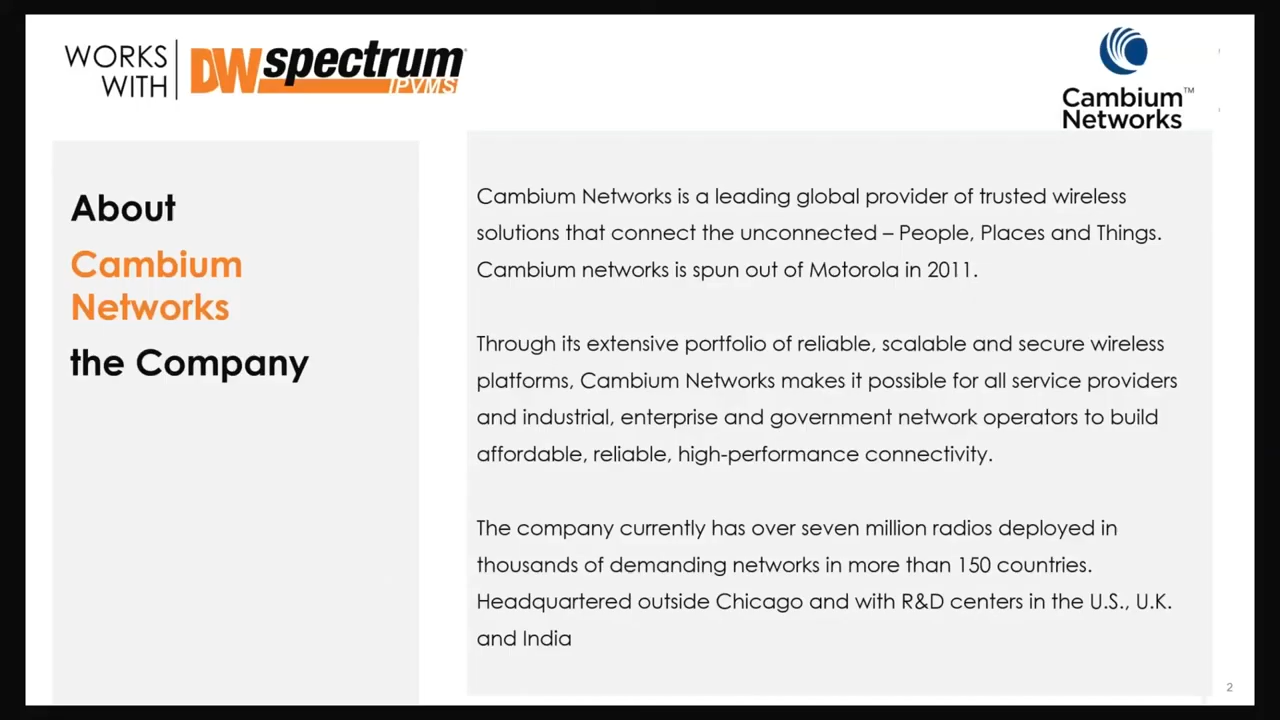 WORKS
WITH
DW spectrum
IPVMS
Cambium™
Networks
About
Cambium
Networks
the Company
Cambium Networks is a leading global provider of trusted wireless
solutions that connect the unconnected – People, Places and Things.
Cambium networks is spun out of Motorola in 2011.
Through its extensive portfolio of reliable, scalable and secure wireless
platforms, Cambium Networks makes it possible for all service providers
and industrial, enterprise and government network operators to build
affordable, reliable, high-performance connectivity.
The company currently has over seven million radios deployed in
thousands of demanding networks in more than 150 countries.
Headquartered outside Chicago and with R&D centers in the U.S., U.K.
and India
2